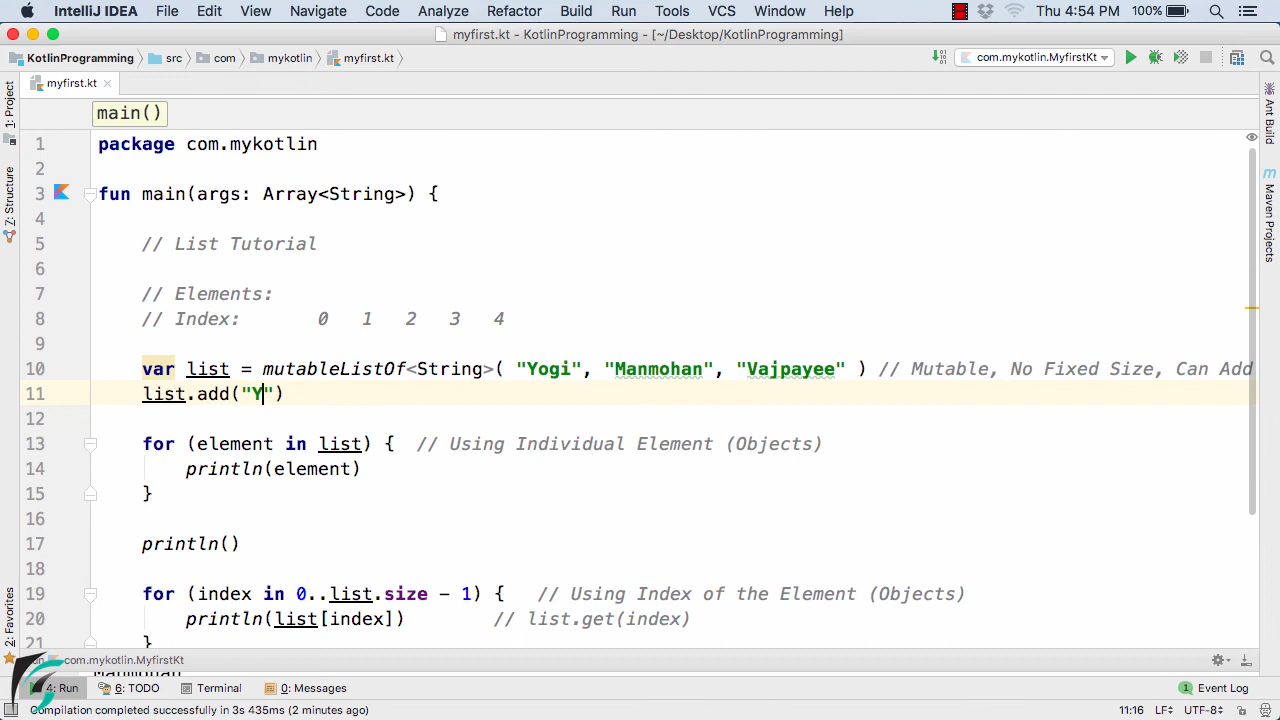 IntelliJ IDEA File Edit View Navigate Code Analyze Refactor Build Run Tools VCS Window Help Thu 4:54 PM 100%
myfirst.kt - KotlinProgramming - [~/Desktop/KotlinProgramming]
KotlinProgramming src com mykotlin myfirst.kt com.mykotlin.MyfirstKt
myfirst.kt
main()
1 package com.mykotlin
2
3 fun main(args: Array<String>) {
4
5 // List Tutorial
6
7 // Elements:
8 // Index: 0 1 2 3 4
9
10 var list = mutableListOf<String>( "Yogi", "Manmohan", "Vajpayee" ) // Mutable, No Fixed Size, Can Add
11 list.add("Y")
12
13 for (element in list) { // Using Individual Element (Objects)
14 println(element)
15 }
16
17 println()
18
19 for (index in 0..list.size - 1) { // Using Index of the Element (Objects)
20 println(list[index]) // list.get(index)
21 }
1: Project
7: Structure
2: Favorites
Ant Build
Maven Projects
com.mykotlin.MyfirstKt
Manmohan
4: Run 6: TODO Terminal 0: Messages 1 Event Log
Compilation completed successfully in 3s 435ms (2 minutes ago) 11:16 LF UTF-8